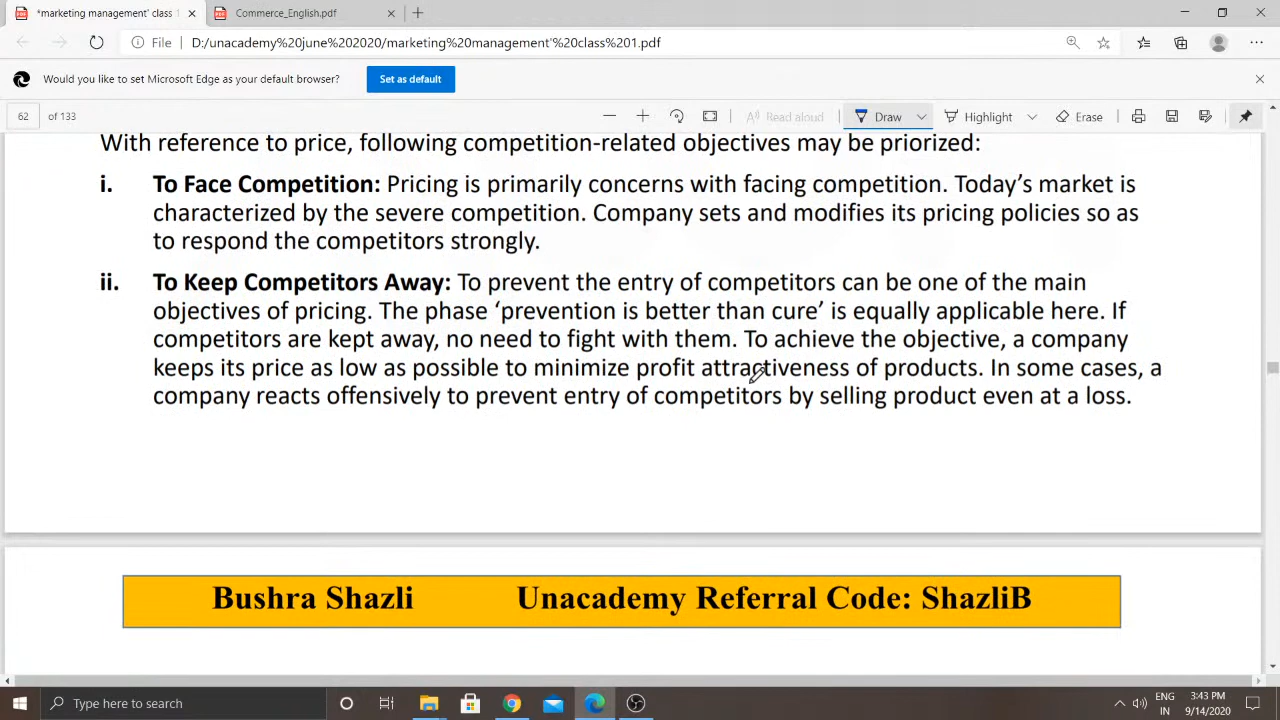 *marketing management' class
Commerce_English.pdf
File
D:/unacademy%20june%202020/marketing%20management'%20class%201.pdf
Would you like to set Microsoft Edge as your default browser?
Set as default
62
of 133
Read aloud
Draw
Highlight
Erase
With reference to price, following competition-related objectives may be priorized:
i. To Face Competition: Pricing is primarily concerns with facing competition. Today's market is
characterized by the severe competition. Company sets and modifies its pricing policies so as
to respond the competitors strongly.
ii. To Keep Competitors Away: To prevent the entry of competitors can be one of the main
objectives of pricing. The phase ‘prevention is better than cure’ is equally applicable here. If
competitors are kept away, no need to fight with them. To achieve the objective, a company
keeps its price as low as possible to minimize profit attractiveness of products. In some cases, a
company reacts offensively to prevent entry of competitors by selling product even at a loss.
Bushra Shazli Unacademy Referral Code: ShazliB
Type here to search
ENG
IN
3:43 PM
9/14/2020